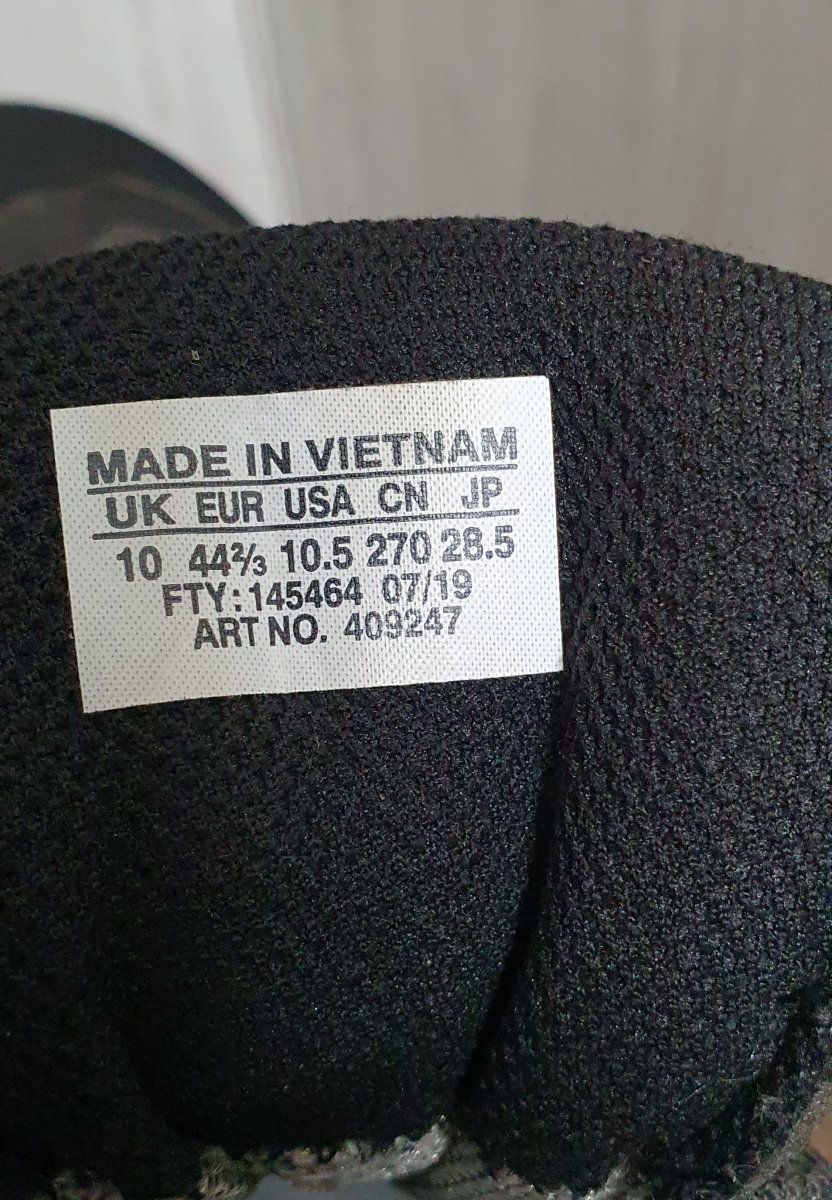 MADE IN VIETNAM
UK EUR USA CN JP
10 44⅔ 10.5 270 28.5
FTY: 145464 07/19
ART NO. 409247